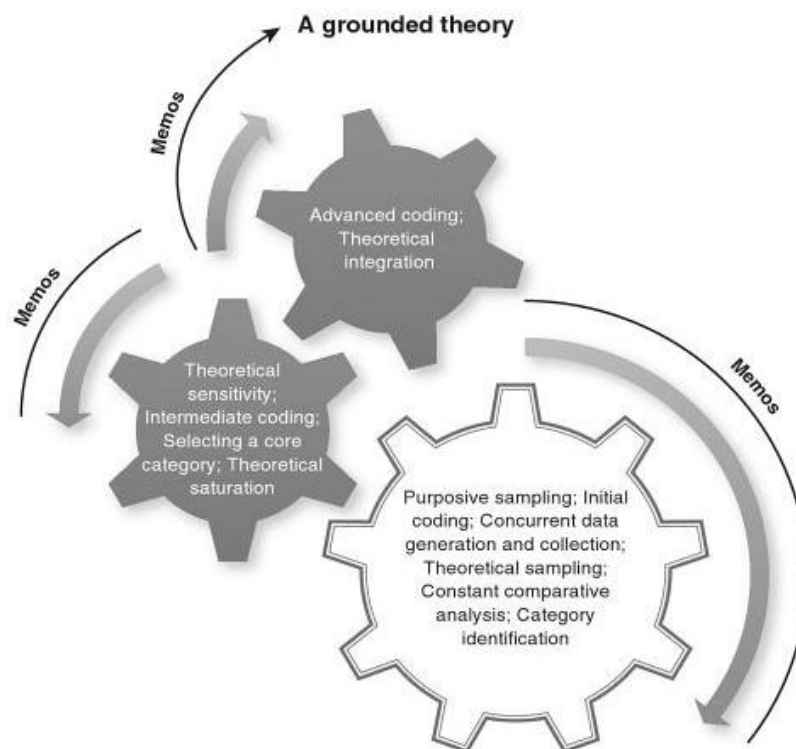 A grounded theory
Memos
Advanced coding;
Theoretical
integration
Memos
Theoretical
sensitivity;
Intermediate coding;
Selecting a core
category; Theoretical
saturation
Memos
Purposive sampling; Initial
coding; Concurrent data
generation and collection;
Theoretical sampling;
Constant comparative
analysis; Category
identification